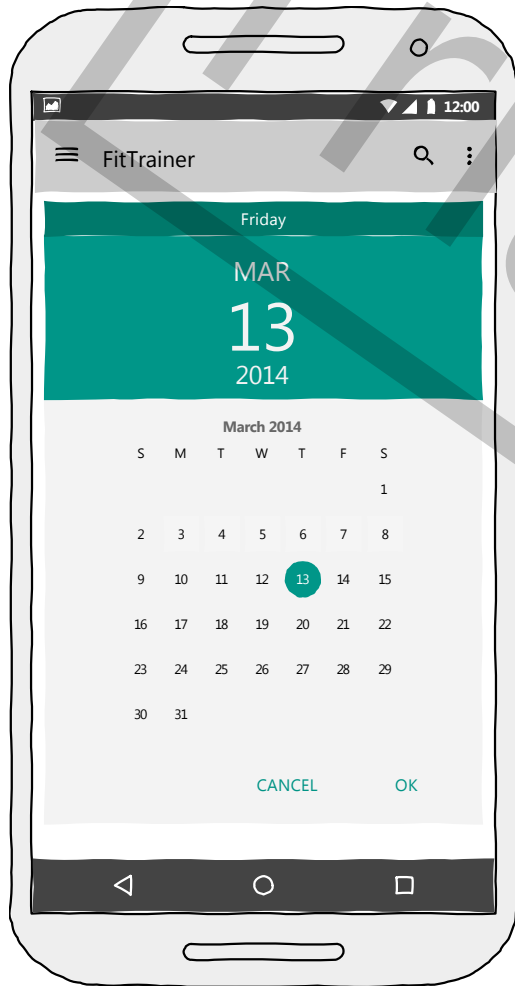 12:00
FitTrainer
Friday
MAR
13
2014
March 2014
S M T W T F S
1
2 3 4 5 6 7 8
9 10 11 12 13 14 15
16 17 18 19 20 21 22
23 24 25 26 27 28 29
30 31
CANCEL OK